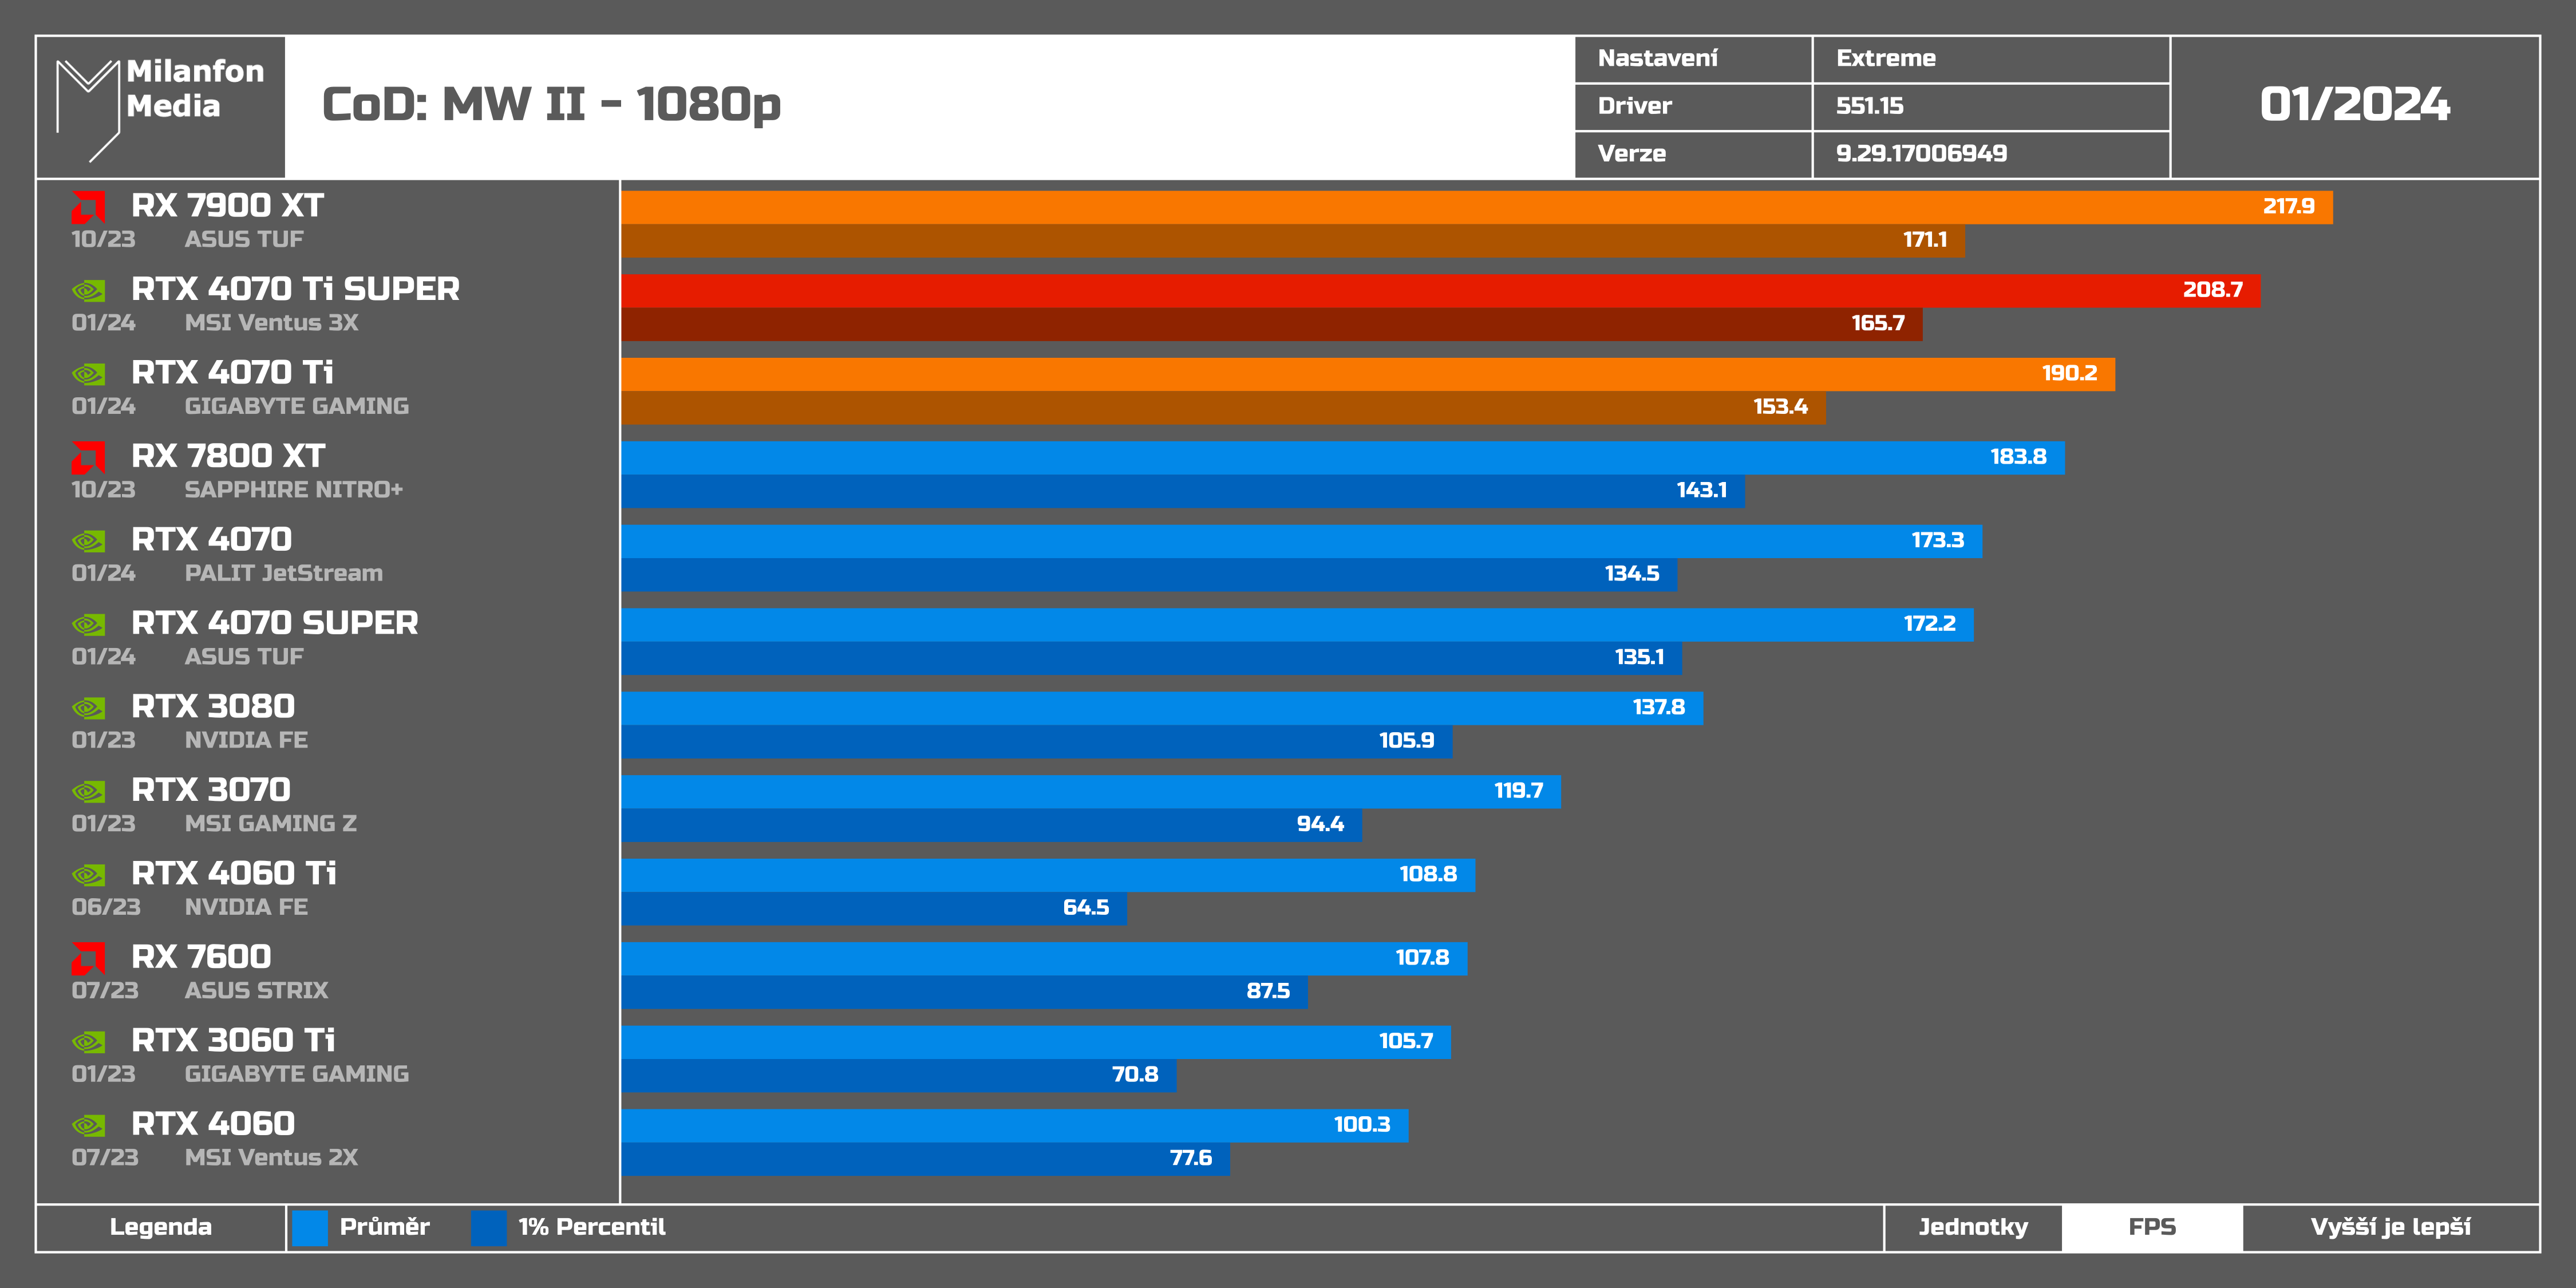 Milanfon
Media
CoD: MW II - 1080p
Nastavení Extreme
Driver 551.15
Verze 9.29.17006949
01/2024
RX 7900 XT 217.9
10/23 ASUS TUF 171.1
RTX 4070 Ti SUPER 208.7
01/24 MSI Ventus 3X 165.7
RTX 4070 Ti 190.2
01/24 GIGABYTE GAMING 153.4
RX 7800 XT 183.8
10/23 SAPPHIRE NITRO+ 143.1
RTX 4070 173.3
01/24 PALIT JetStream 134.5
RTX 4070 SUPER 172.2
01/24 ASUS TUF 135.1
RTX 3080 137.8
01/23 NVIDIA FE 105.9
RTX 3070 119.7
01/23 MSI GAMING Z 94.4
RTX 4060 Ti 108.8
06/23 NVIDIA FE 64.5
RX 7600 107.8
07/23 ASUS STRIX 87.5
RTX 3060 Ti 105.7
01/23 GIGABYTE GAMING 70.8
RTX 4060 100.3
07/23 MSI Ventus 2X 77.6
Legenda Průměr 1% Percentil Jednotky FPS Vyšší je lepší